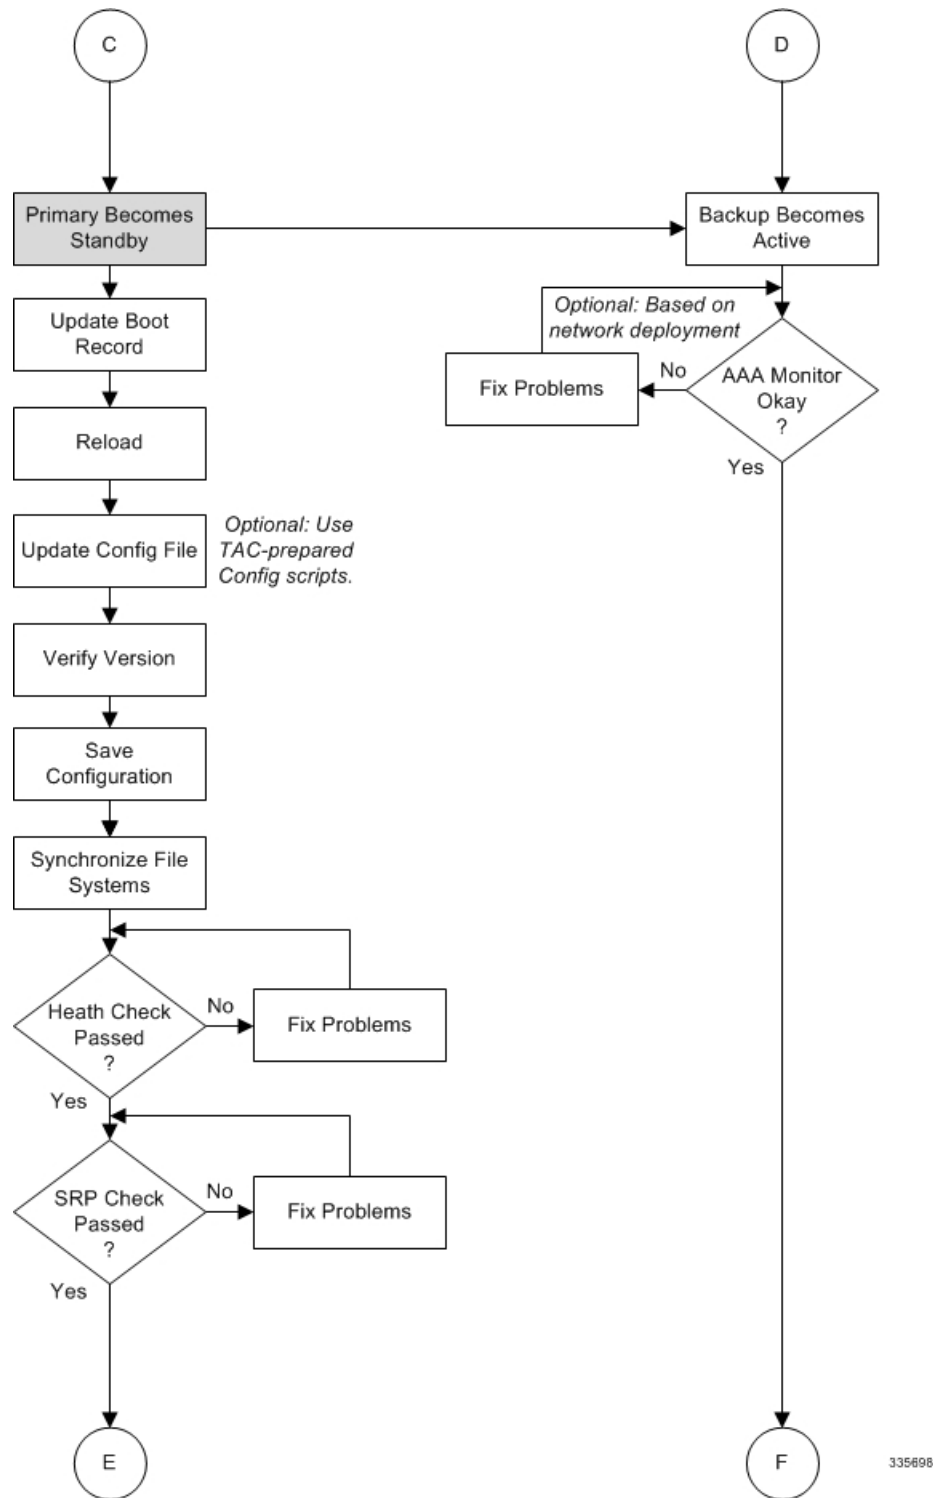 C
D
Primary Becomes
Standby
Backup Becomes
Active
Update Boot
Record
Optional: Based on
network deployment
Fix Problems
No
AAA Monitor
Okay
?
Yes
Reload
Update Config File
Optional: Use
TAC-prepared
Config scripts.
Verify Version
Save
Configuration
Synchronize File
Systems
Heath Check
Passed
?
No
Fix Problems
Yes
SRP Check
Passed
?
No
Fix Problems
Yes
E
F
335698